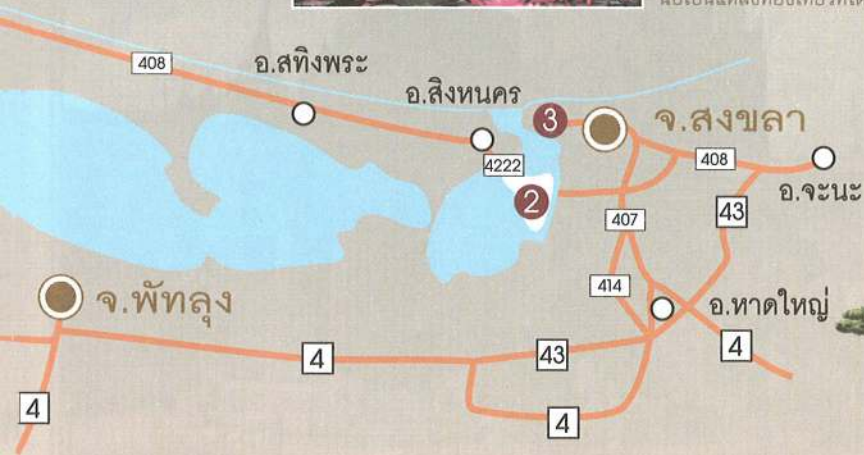 408
อ.สทิงพระ
อ.สิงหนคร
3
จ.สงขลา
4222
408
อ.จะนะ
2
407
43
จ.พัทลุง
414
อ.หาดใหญ่
4
43
4
4
4